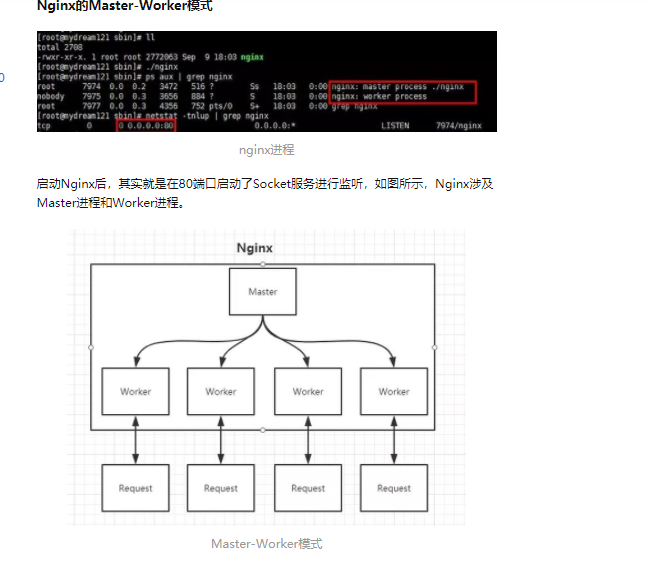 Nginx的Master-Worker模式
[root@mydream121 sbin]# ll
total 2708
-rwxr-xr-x. 1 root root 2772063 Sep  9 18:03 nginx
[root@mydream121 sbin]# ./nginx
[root@mydream121 sbin]# ps aux | grep nginx
root 7974 0.0 0.2 3472 516 ? Ss 18:03 0:00 nginx: master process ./nginx
nobody 7975 0.0 0.3 3656 884 ? S 18:03 0:00 nginx: worker process
root 7977 0.0 0.3 4356 752 pts/0 S+ 18:03 0:00 grep nginx
[root@mydream121 sbin]# netstat -tnlup | grep nginx
tcp 0 0 0.0.0.0:80 0.0.0.0:* LISTEN 7974/nginx
nginx进程
启动Nginx后，其实就是在80端口启动了Socket服务进行监听，如图所示，Nginx涉及
Master进程和Worker进程。
Nginx
Master
Worker Worker Worker Worker
Request Request Request Request
Master-Worker模式